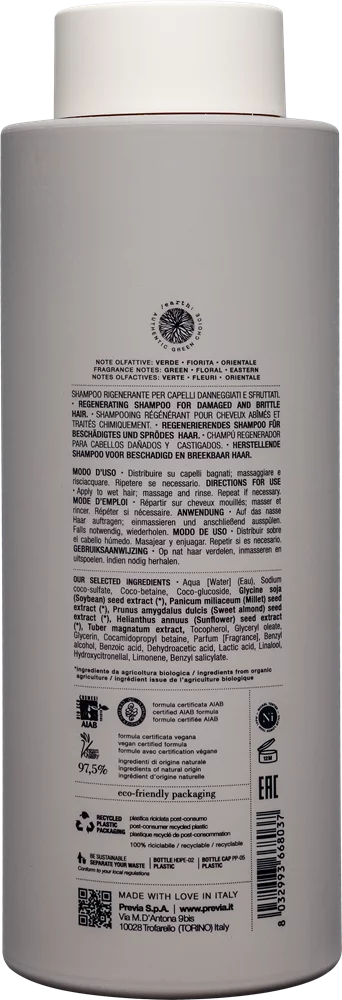 /earth:
AUTHENTIC GREEN CHOICE
NOTE OLFATTIVE: VERDE • FIORITA • ORIENTALE
FRAGRANCE NOTES: GREEN • FLORAL • EASTERN
NOTES OLFACTIVES: VERTE • FLEURI • ORIENTALE
SHAMPOO RIGENERANTE PER CAPELLI DANNEGGIATI E SFRUTTATI.
• REGENERATING SHAMPOO FOR DAMAGED AND BRITTLE
HAIR. • SHAMPOOING RÉGÉNÉRANT POUR CHEVEUX ABÎMÉS ET
TRAITÉS CHIMIQUEMENT. • REGENERIERENDES SHAMPOO FÜR
BESCHÄDIGTES UND SPRÖDES HAAR. • CHAMPÚ REGENERADOR
PARA CABELLOS DAÑADOS Y CASTIGADOS. • HERSTELLENDE
SHAMPOO VOOR BESCHADIGD EN BREEKBAAR HAAR.
MODO D'USO • Distribuire su capelli bagnati; massaggiare e
risciacquare. Ripetere se necessario. DIRECTIONS FOR USE
• Apply to wet hair; massage and rinse. Repeat if necessary.
MODE D'EMPLOI • Répartir sur cheveux mouillés; masser et
rincer. Répéter si nécessaire. ANWENDUNG • Auf das nasse
Haar auftragen; einmassieren und anschließend ausspülen.
Falls notwendig, wiederholen. MODO DE USO • Distribuir sobre
el cabello húmedo. Masajear y enjuagar. Repetir si es necesario.
GEBRUIKSAANWIJZING • Op nat haar verdelen, inmasseren en
uitspoelen. Indien nodig herhalen.
OUR SELECTED INGREDIENTS • Aqua [Water] (Eau), Sodium
coco-sulfate, Coco-betaine, Coco-glucoside, Glycine soja
(Soybean) seed extract (*), Panicum miliaceum (Millet) seed
extract (*), Prunus amygdalus dulcis (Sweet almond) seed
extract (*), Helianthus annuus (Sunflower) seed extract
(*), Tuber magnatum extract, Tocopherol, Glyceryl oleate,
Glycerin, Cocamidopropyl betaine, Parfum [Fragrance], Benzyl
alcohol, Benzoic acid, Dehydroacetic acid, Lactic acid, Linalool,
Hydroxycitronellal, Limonene, Benzyl salicylate.
*ingrediente da agricoltura biologica / ingredients from organic
agriculture / ingrédient issue de l'agriculture biologique
AIAB
formula certificata AIAB
certified AIAB formula
formule certifiée AIAB
Ni
formula certificata vegana
vegan certified formula
formule avec certification végane
12M
97,5%
ingredienti di origine naturale
ingredients of natural origin
ingrédient d'origine naturelle
EAC
eco-friendly packaging
RECYCLED
PLASTIC
PACKAGING
plastica riciclata post-consumo
post-consumer recycled plastic
plastique recyclé de post-consommation
100% riciclabile / recyclable / recyclable
BE SUSTAINABLE
SEPARATE YOUR WASTE
Conform to your local regulations
BOTTLE HDPE-02
PLASTIC
BOTTLE CAP PP-05
PLASTIC
MADE WITH LOVE IN ITALY
Previa S.p.A. | www.previa.it
Via M.D'Antona 9bis
10028 Trofarello (TORINO) Italy
8 032993 668037